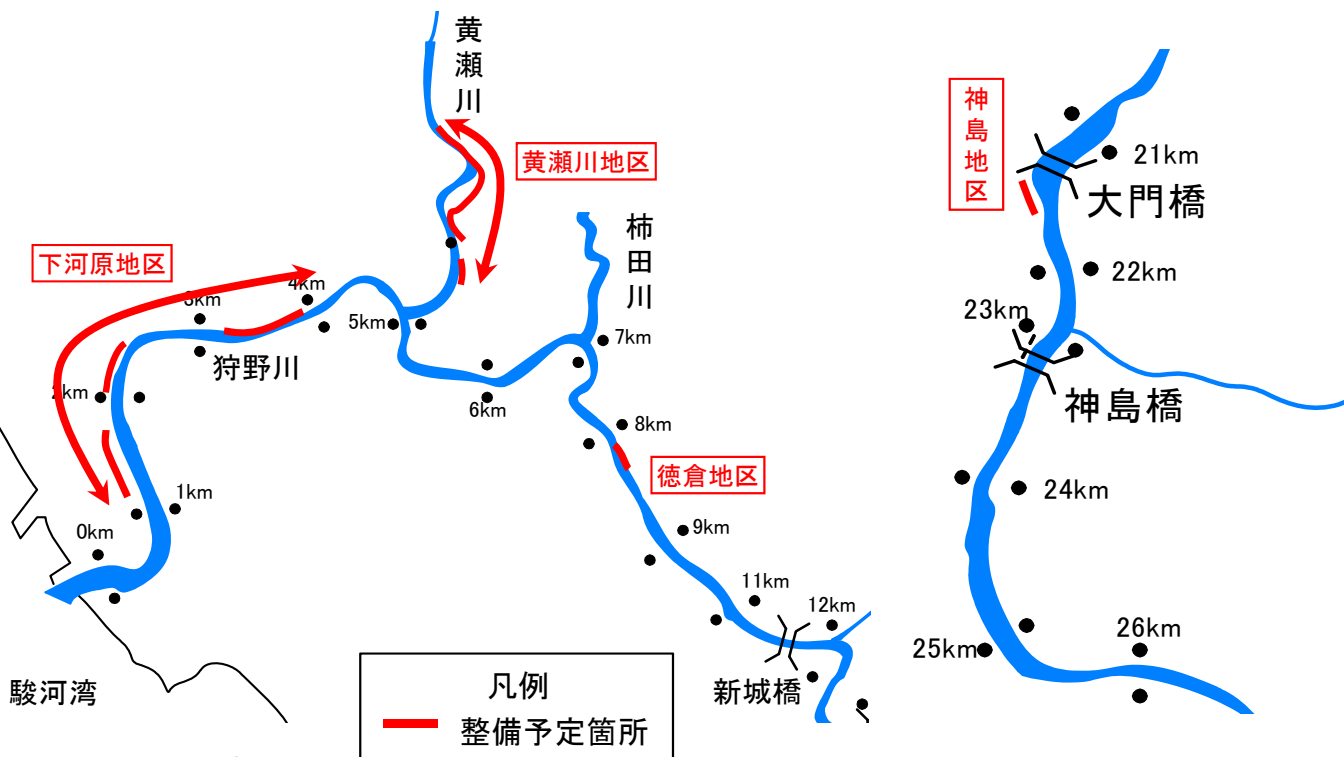 黄瀬川
黄瀬川地区
柿田川
下河原地区
3km
4km
5km
狩野川
2km
6km
7km
8km
徳倉地区
1km
0km
9km
11km
12km
新城橋
駿河湾
凡例
整備予定箇所
神島地区
21km
大門橋
22km
23km
神島橋
24km
25km
26km